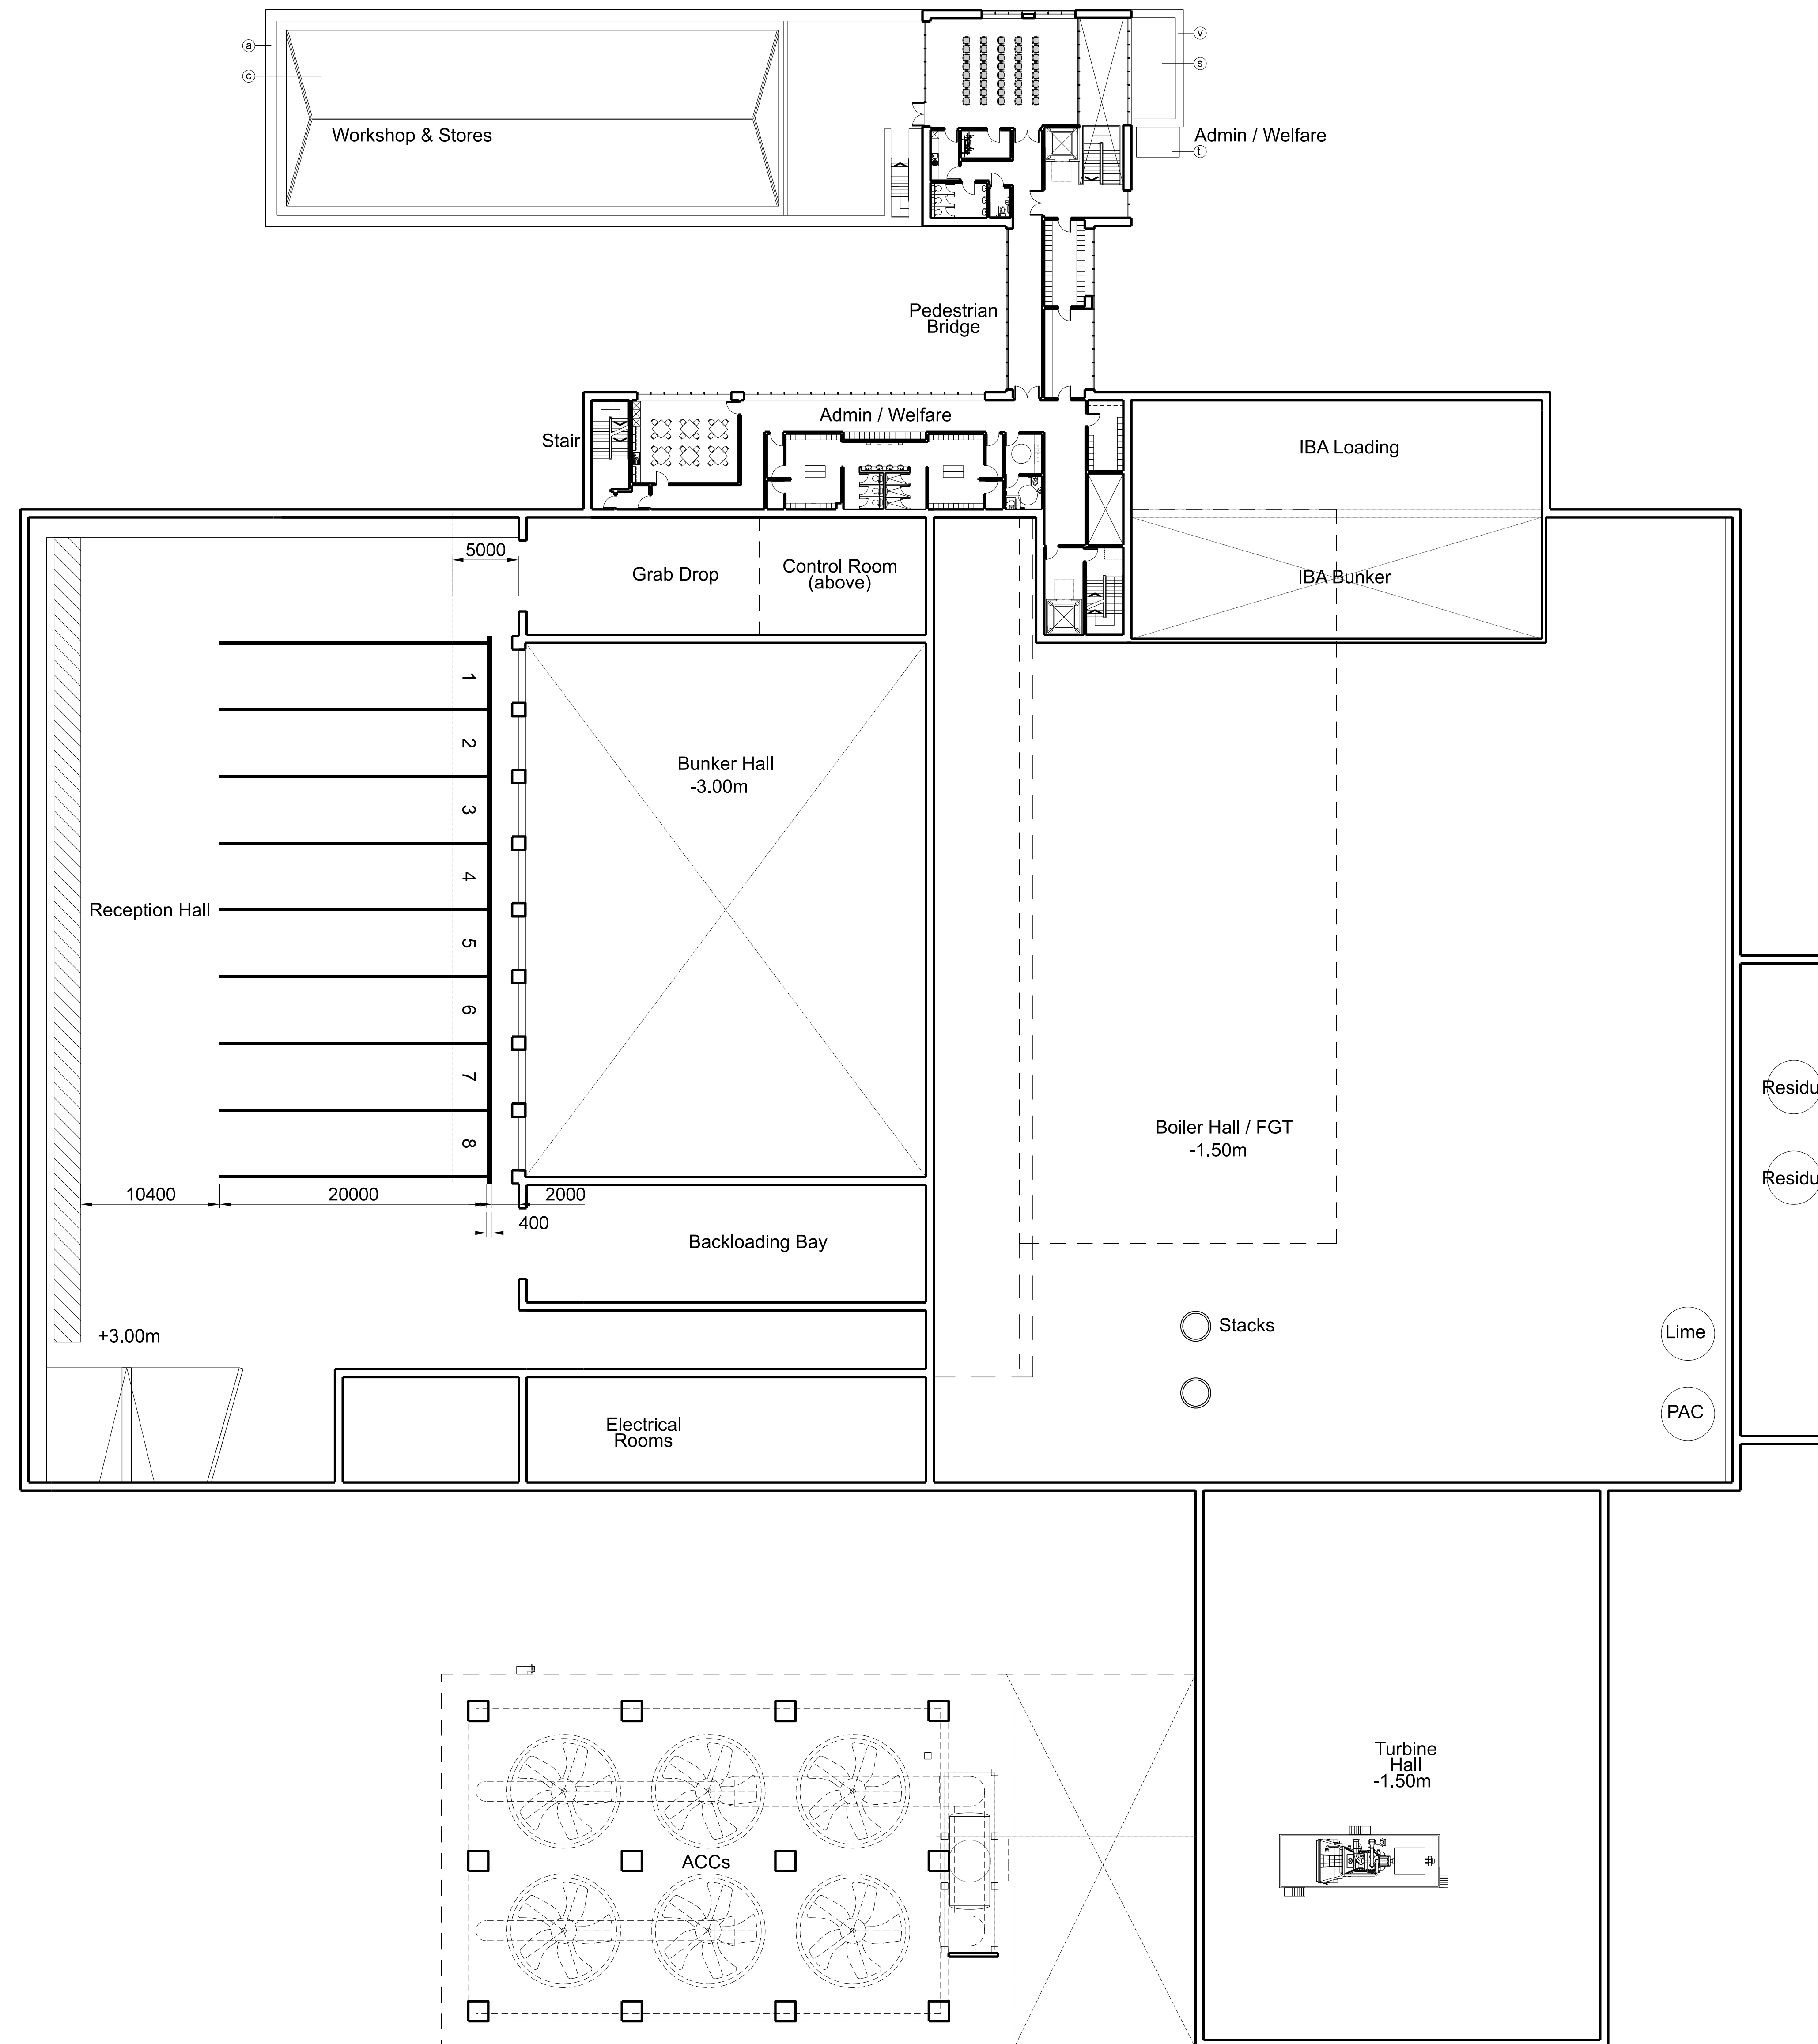 a
v
c
s
Workshop & Stores
Admin / Welfare
t
Pedestrian
Bridge
Admin / Welfare
Stair
IBA Loading
5000
Grab Drop
Control Room
(above)
IBA Bunker
1
2
Bunker Hall
-3.00m
3
4
Reception Hall
5
6
7
Residu
Boiler Hall / FGT
-1.50m
8
Residu
10400
20000
2000
400
Backloading Bay
Stacks
Lime
+3.00m
PAC
Electrical
Rooms
Turbine
Hall
-1.50m
ACCs